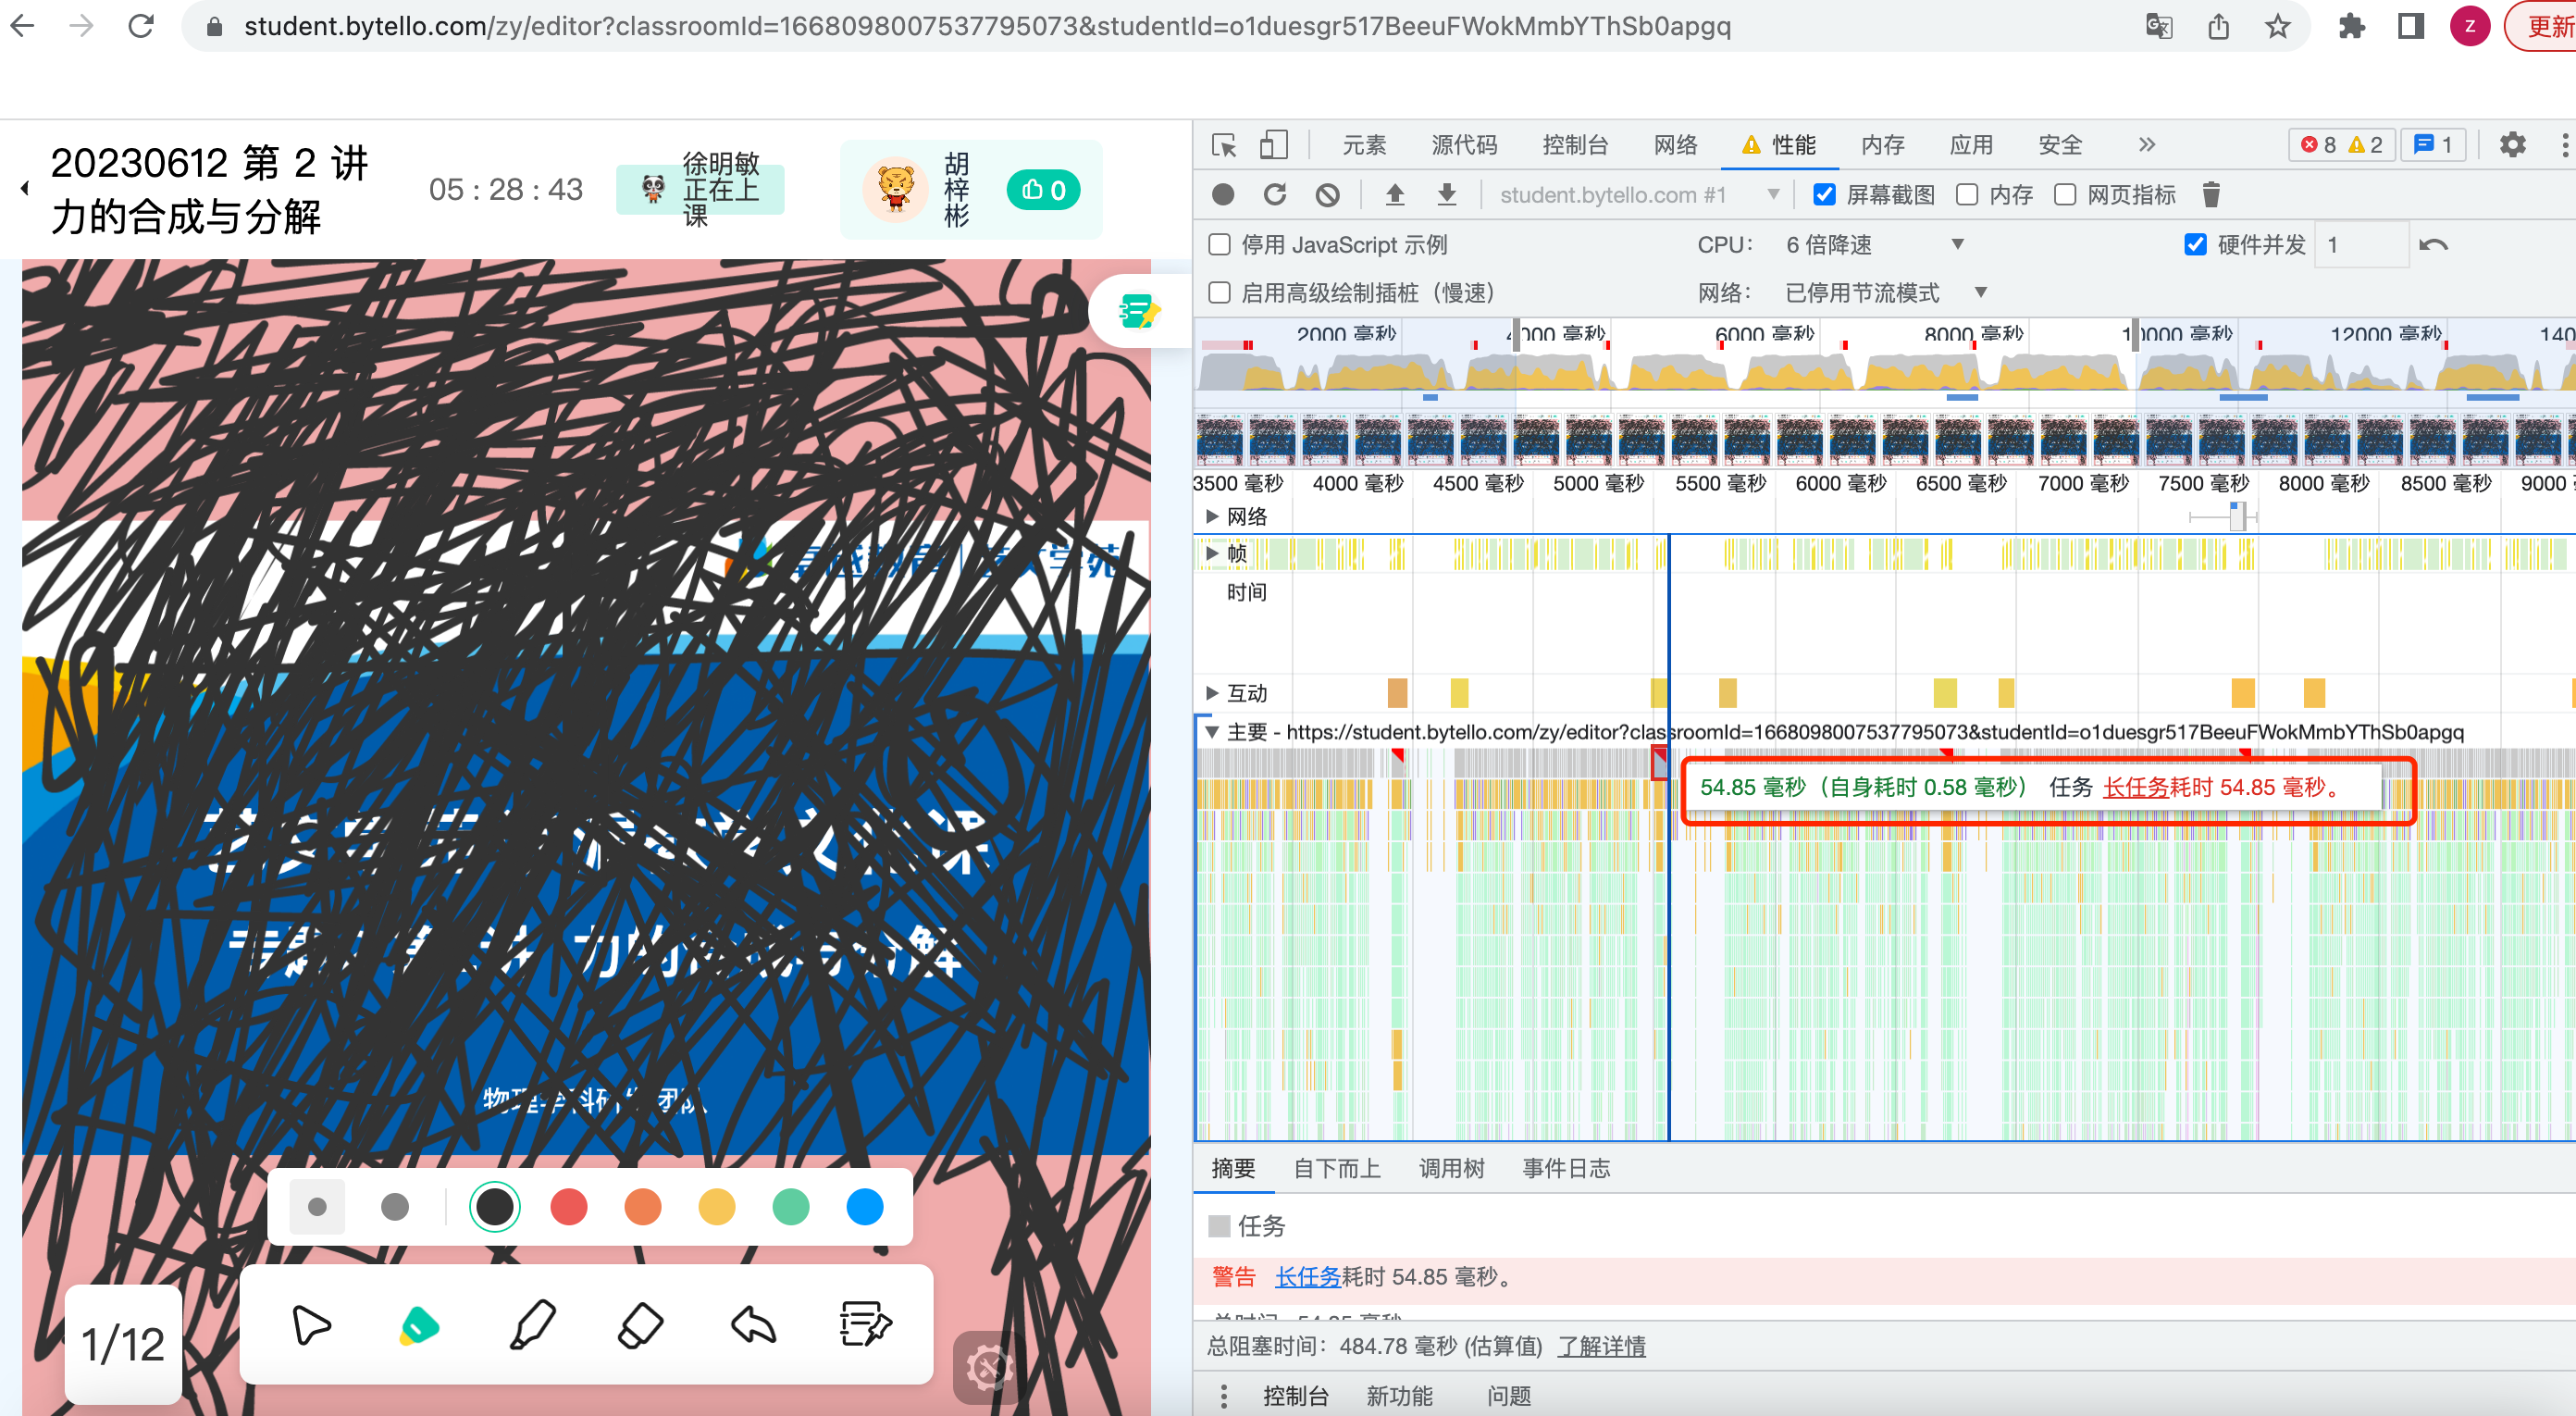 student.bytello.com/zy/editor?classroomId=1668098007537795073&studentId=o1duesgr517BeeuFWokMmbYThSb0apgq
Z
更新
20230612 第 2 讲
力的合成与分解
05 : 28 : 43
徐明敏
正在上
课
胡
梓
彬
0
元素
源代码
控制台
网络
性能
内存
应用
安全
8
2
1
student.bytello.com #1
屏幕截图
内存
网页指标
停用 JavaScript 示例
CPU：
6 倍降速
硬件并发
1
启用高级绘制插桩（慢速）
网络：
已停用节流模式
2000 毫秒
000 毫秒
6000 毫秒
8000 毫秒
0000 毫秒
12000 毫秒
140
3500 毫秒
4000 毫秒
4500 毫秒
5000 毫秒
5500 毫秒
6000 毫秒
6500 毫秒
7000 毫秒
7500 毫秒
8000 毫秒
8500 毫秒
9000
网络
帧
时间
互动
主要 - https://student.bytello.com/zy/editor?classroomId=1668098007537795073&studentId=o1duesgr517BeeuFWokMmbYThSb0apgq
54.85 毫秒（自身耗时 0.58 毫秒） 任务 长任务耗时 54.85 毫秒。
力的
分解
物理学科研
团队
摘要
自下而上
调用树
事件日志
任务
警告 长任务耗时 54.85 毫秒。
总阻塞时间：484.78 毫秒 (估算值) 了解详情
控制台
新功能
问题
1/12